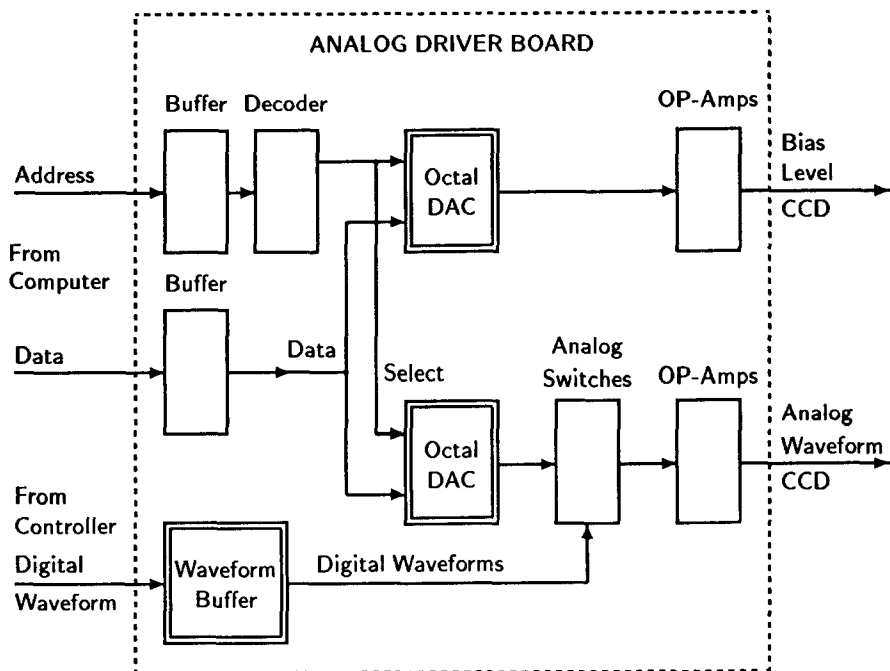 ANALOG DRIVER BOARD
Buffer
Decoder
OP-Amps
Address
Octal
DAC
Bias
Level
CCD
From
Computer
Buffer
Data
Data
Select
Analog
Switches
OP-Amps
Octal
DAC
Analog
Waveform
CCD
From
Controller
Digital
Waveform
Waveform
Buffer
Digital Waveforms